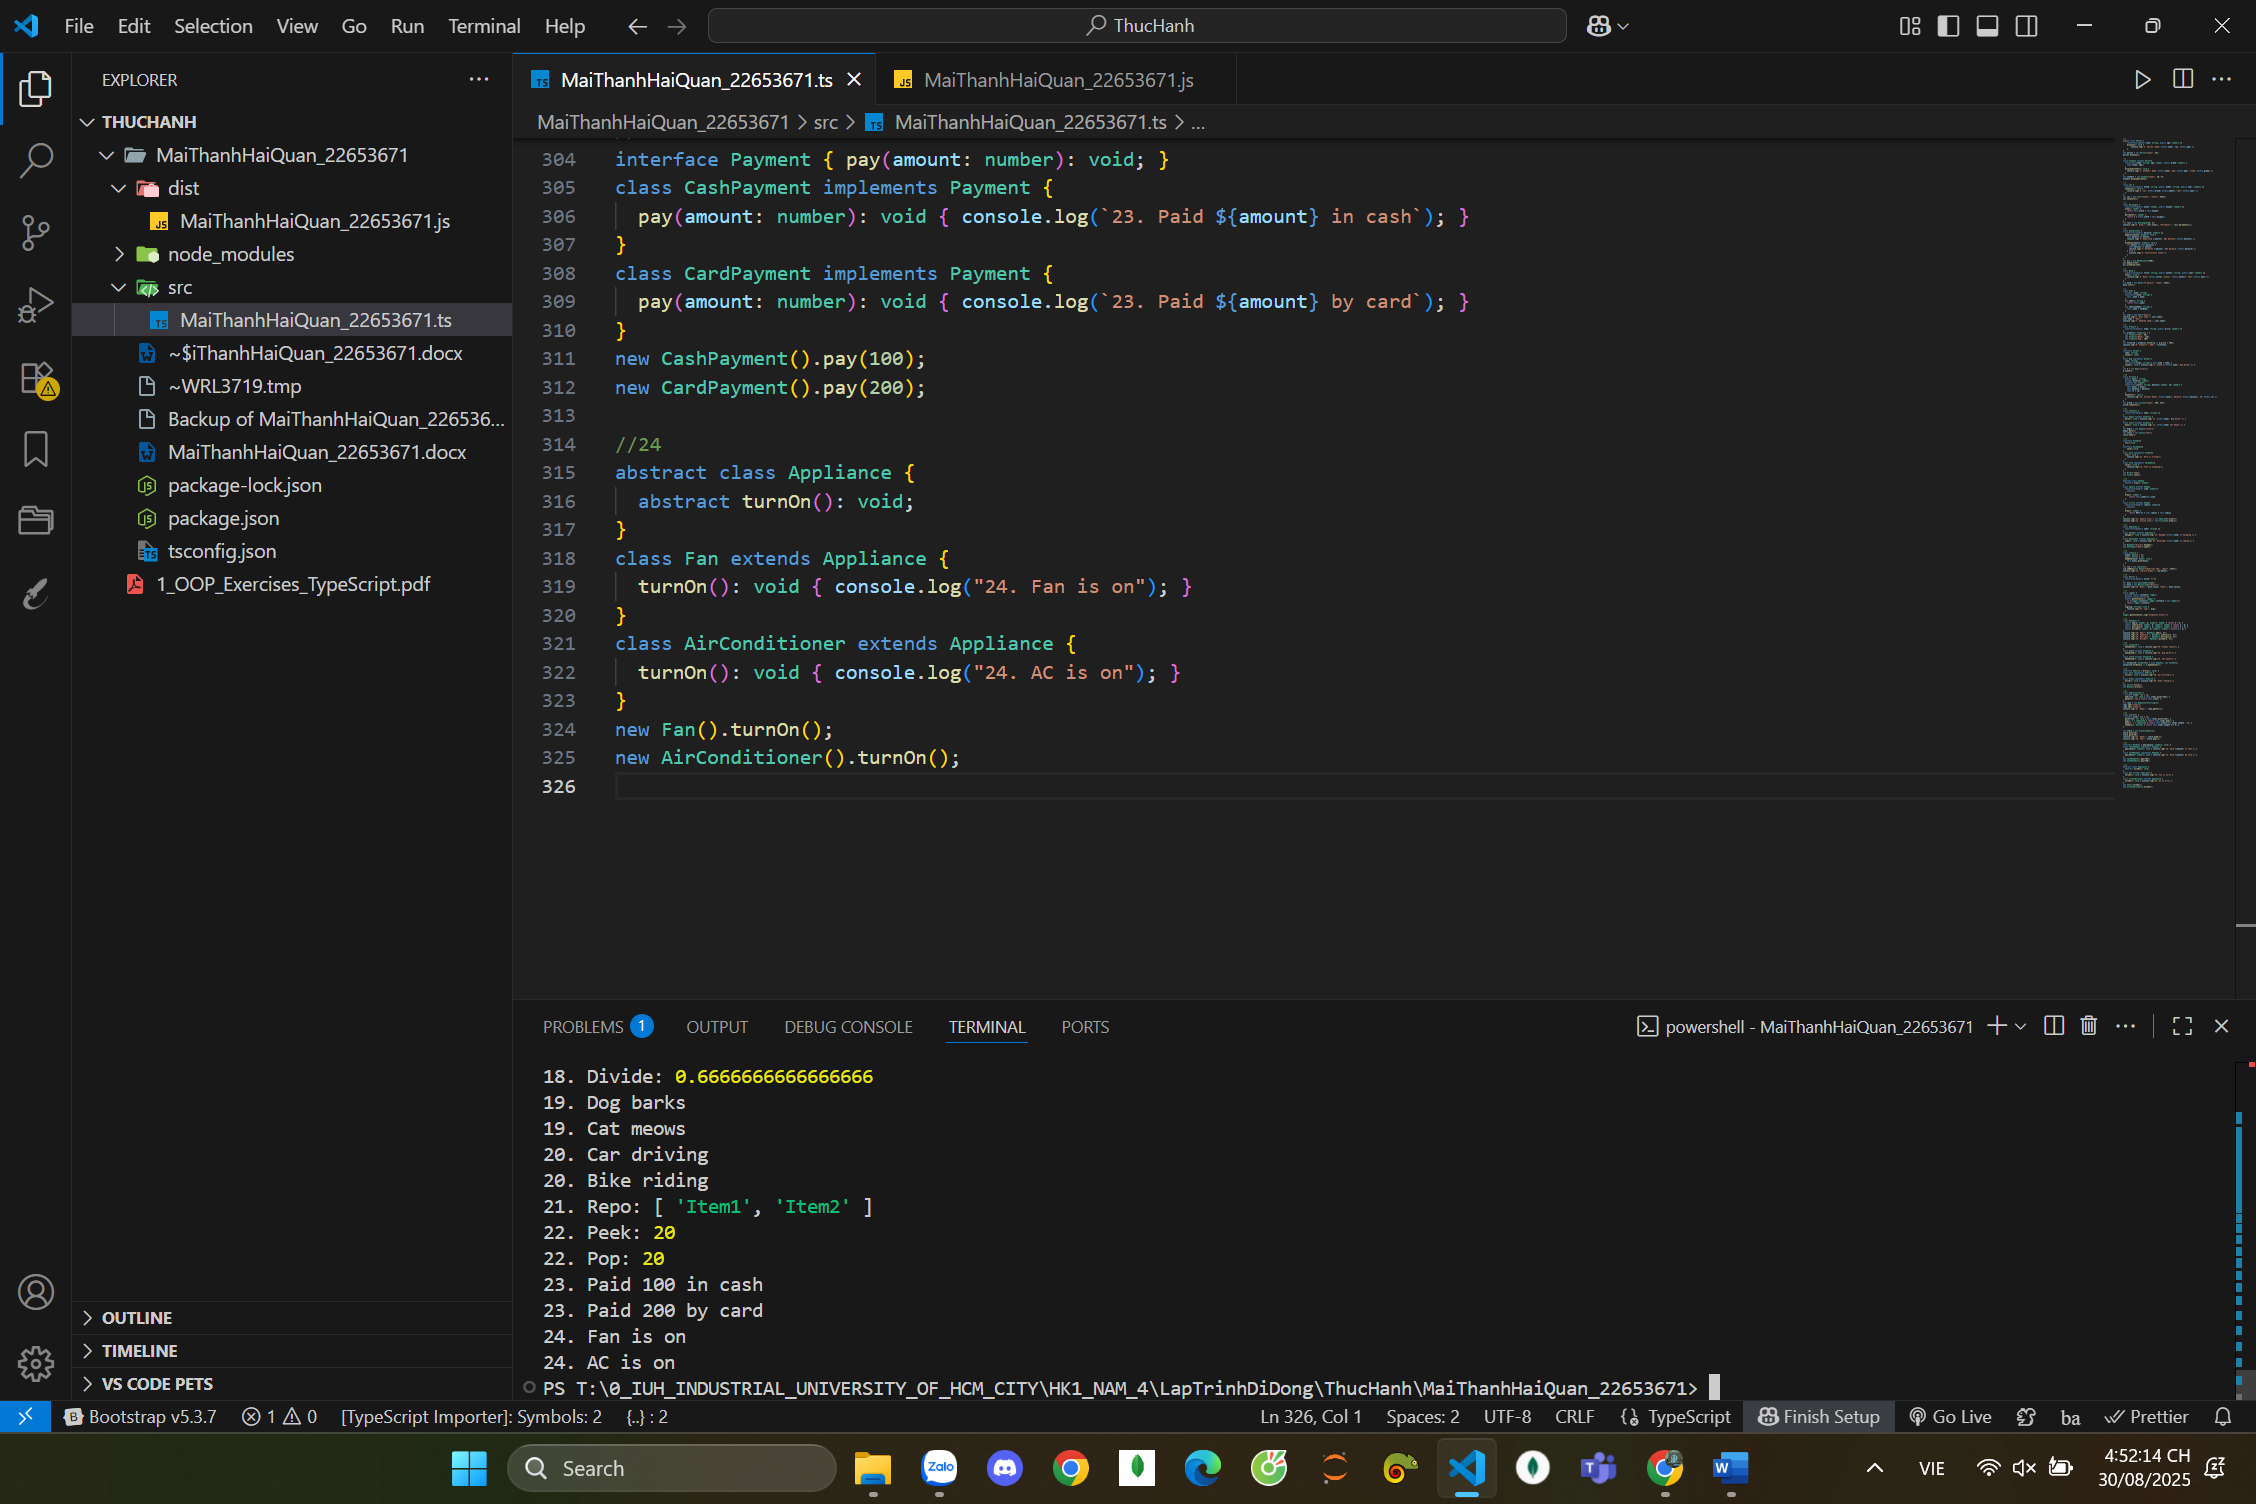 File Edit Selection View Go Run Terminal Help
ThucHanh
EXPLORER
THUCHANH
MaiThanhHaiQuan_22653671
dist
JS MaiThanhHaiQuan_22653671.js
node_modules
src
TS MaiThanhHaiQuan_22653671.ts
~$iThanhHaiQuan_22653671.docx
~WRL3719.tmp
Backup of MaiThanhHaiQuan_226536...
MaiThanhHaiQuan_22653671.docx
package-lock.json
package.json
tsconfig.json
1_OOP_Exercises_TypeScript.pdf
OUTLINE
TIMELINE
VS CODE PETS
TS MaiThanhHaiQuan_22653671.ts
JS MaiThanhHaiQuan_22653671.js
MaiThanhHaiQuan_22653671 > src > TS MaiThanhHaiQuan_22653671.ts > ...
304 interface Payment { pay(amount: number): void; }
305 class CashPayment implements Payment {
306 pay(amount: number): void { console.log(`23. Paid ${amount} in cash`); }
307 }
308 class CardPayment implements Payment {
309 pay(amount: number): void { console.log(`23. Paid ${amount} by card`); }
310 }
311 new CashPayment().pay(100);
312 new CardPayment().pay(200);
313
314 //24
315 abstract class Appliance {
316 abstract turnOn(): void;
317 }
318 class Fan extends Appliance {
319 turnOn(): void { console.log("24. Fan is on"); }
320 }
321 class AirConditioner extends Appliance {
322 turnOn(): void { console.log("24. AC is on"); }
323 }
324 new Fan().turnOn();
325 new AirConditioner().turnOn();
326
PROBLEMS 1 OUTPUT DEBUG CONSOLE TERMINAL PORTS
powershell - MaiThanhHaiQuan_22653671
18. Divide: 0.6666666666666666
19. Dog barks
19. Cat meows
20. Car driving
20. Bike riding
21. Repo: [ 'Item1', 'Item2' ]
22. Peek: 20
22. Pop: 20
23. Paid 100 in cash
23. Paid 200 by card
24. Fan is on
24. AC is on
PS T:\0_IUH_INDUSTRIAL_UNIVERSITY_OF_HCM_CITY\HK1_NAM_4\LapTrinhDiDong\ThucHanh\MaiThanhHaiQuan_22653671>
Bootstrap v5.3.7 1 0 [TypeScript Importer]: Symbols: 2 {..} : 2
Ln 326, Col 1 Spaces: 2 UTF-8 CRLF TypeScript Finish Setup Go Live ba Prettier
Search
Zalo
VIE
4:52:14 CH
30/08/2025